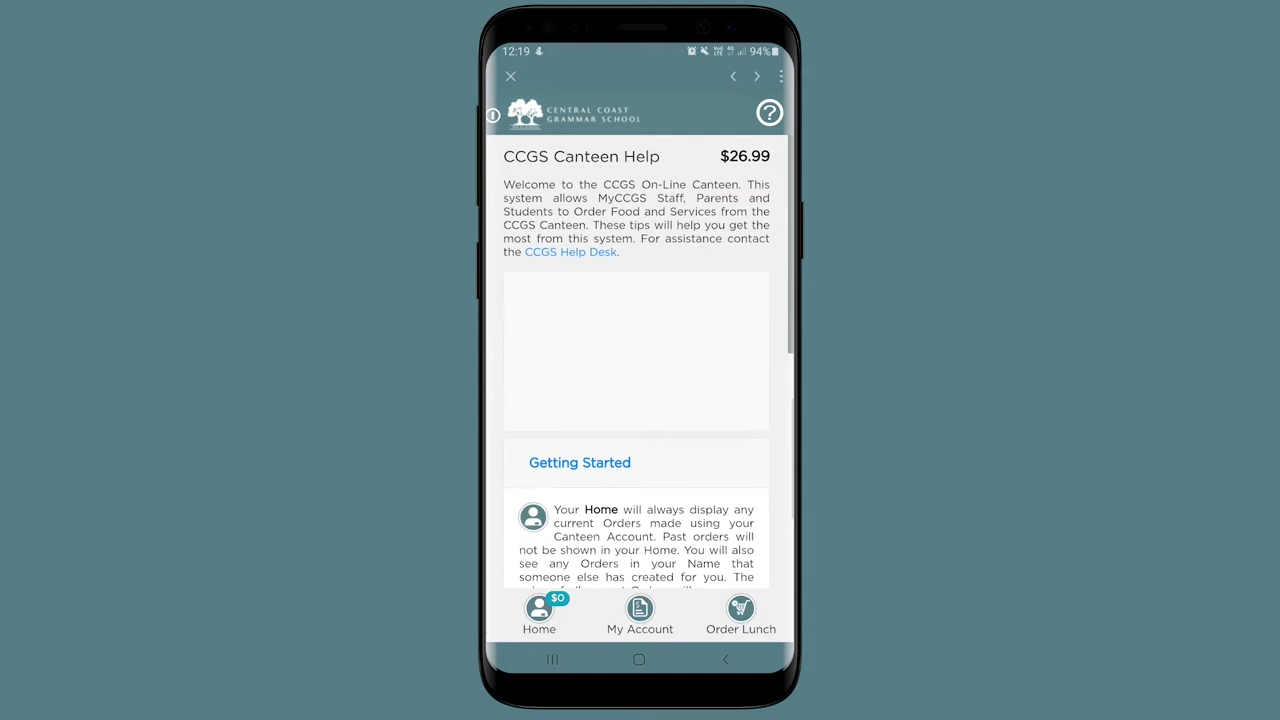 12:19
94%
CENTRAL COAST
GRAMMAR SCHOOL
CCGS Canteen Help
$26.99
Welcome to the CCGS On-Line Canteen. This
system allows MyCCGS Staff, Parents and
Students to Order Food and Services from the
CCGS Canteen. These tips will help you get the
most from this system. For assistance contact
the CCGS Help Desk.
Getting Started
Your Home will always display any
current Orders made using your
Canteen Account. Past orders will
not be shown in your Home. You will also
see any Orders in your Name that
someone else has created for you. The
$0
Home
My Account
Order Lunch